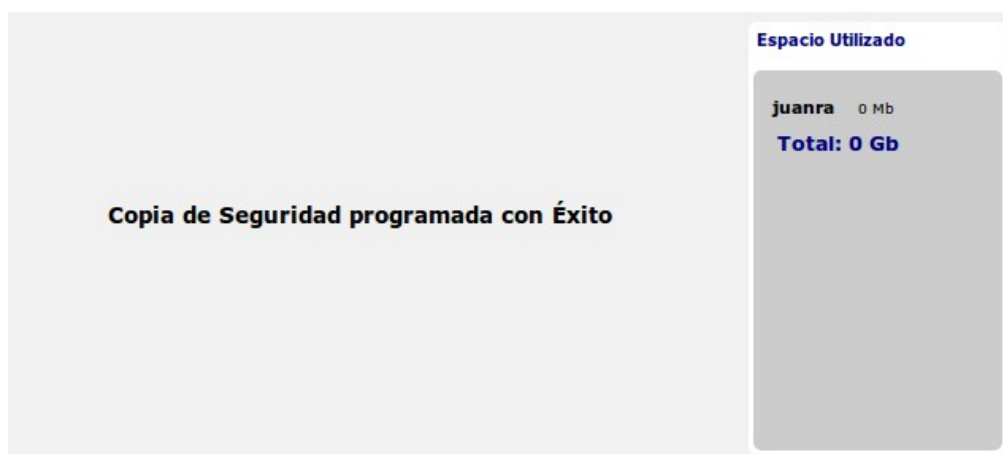 Copia de Seguridad programada con Éxito
Espacio Utilizado
juanra 0 Mb
Total: 0 Gb